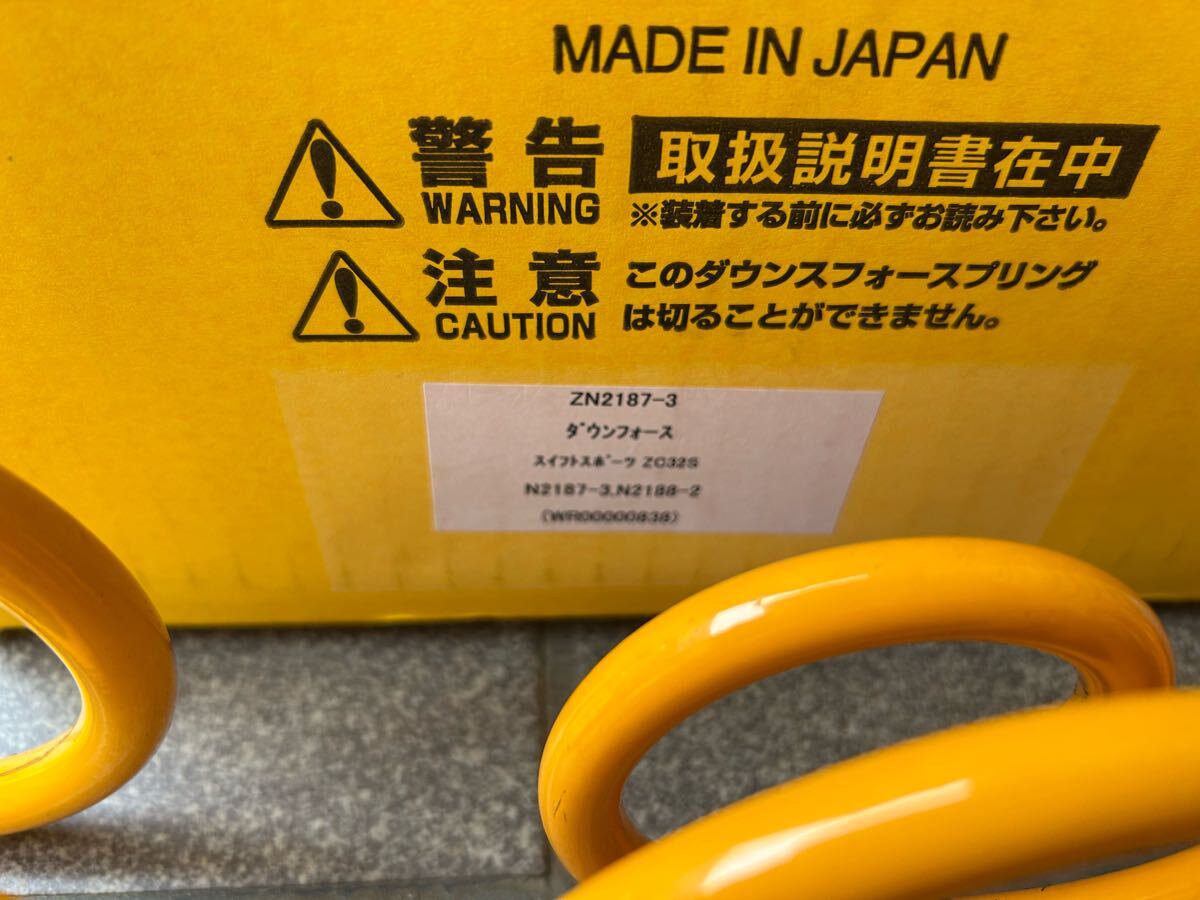 MADE IN JAPAN
警告
WARNING
取扱説明書在中
※装着する前に必ずお読み下さい。
注意
CAUTION
このダウンスフォースプリング
は切ることができません。
ZN2187-3
ﾀﾞｳﾝﾌｫｰｽ
ｽｲﾌﾄｽﾎﾟｰﾂ ZC32S
N2187-3.N2188-2
(WR00000838)